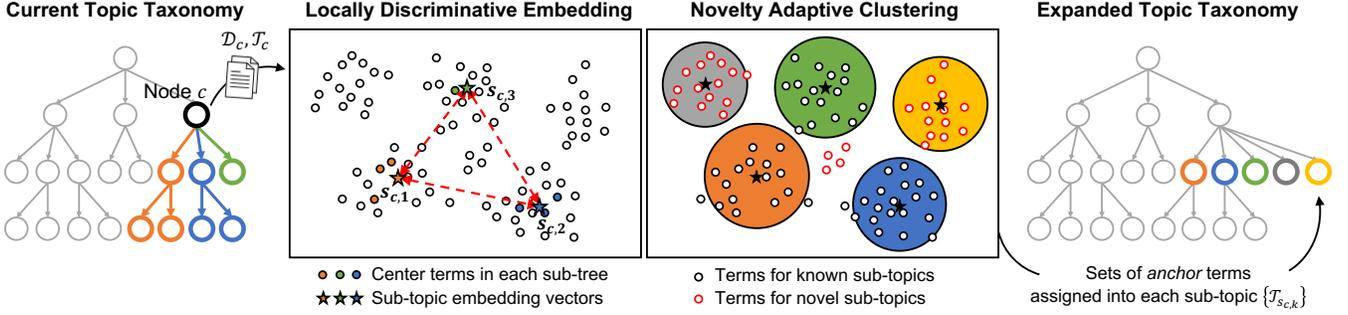 Current Topic Taxonomy
Locally Discriminative Embedding
Novelty Adaptive Clustering
Expanded Topic Taxonomy
𝒟c, 𝒯c
Node c
Sc,3
Sc,1
Sc,2
Center terms in each sub-tree
Sub-topic embedding vectors
Terms for known sub-topics
Terms for novel sub-topics
Sets of anchor terms
assigned into each sub-topic {𝒯sc,k}